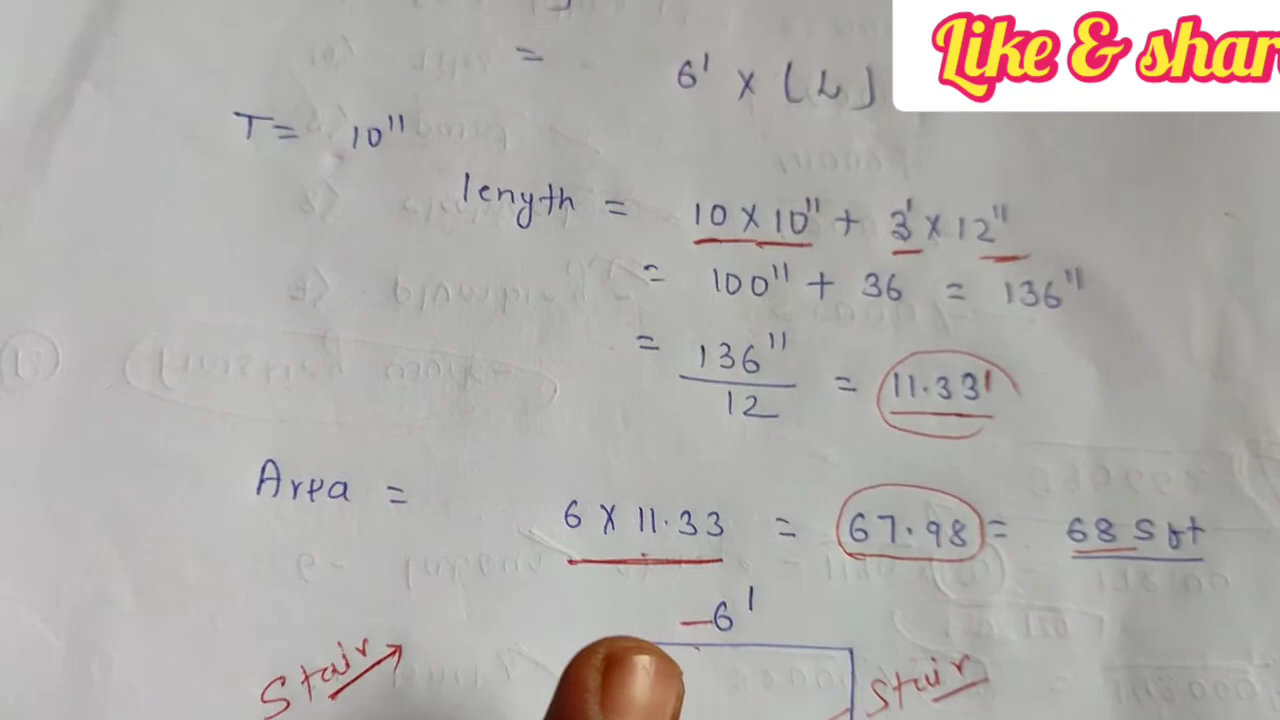 Like & shar
= 6' × (L)
T = 10"
length = 10 × 10" + 3' × 12"
= 100" + 36 = 136"
= 136" / 12 = 11.33'
Area = 6 × 11.33 = 67.98 = 68 Sft
6'
Stair
Stair